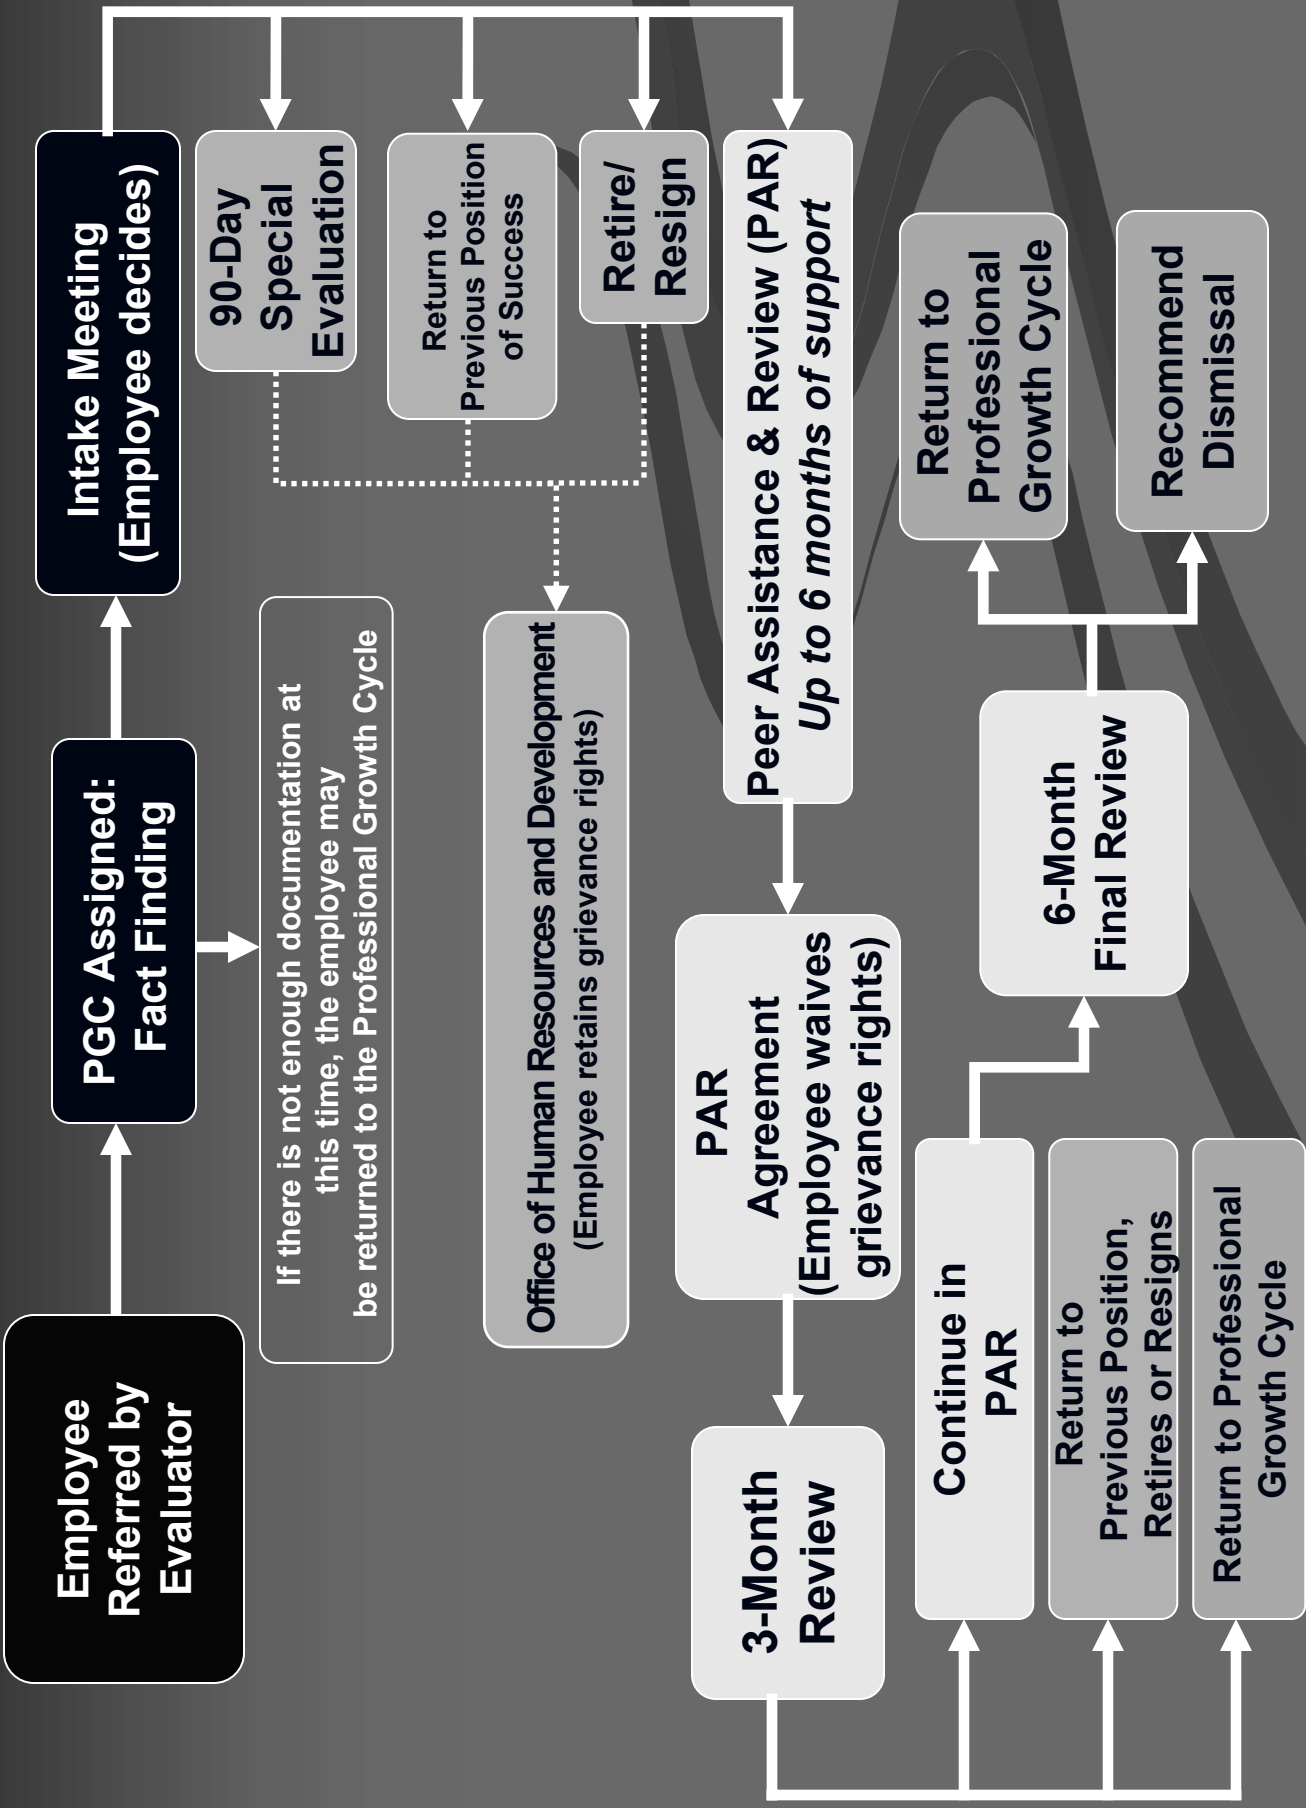 Employee
Referred by
Evaluator
PGC Assigned:
Fact Finding
Intake Meeting
(Employee decides)
If there is not enough documentation at
this time, the employee may
be returned to the Professional Growth Cycle
90-Day
Special
Evaluation
Return to
Previous Position
of Success
Retire/
Resign
Office of Human Resources and Development
(Employee retains grievance rights)
Peer Assistance & Review (PAR)
Up to 6 months of support
PAR
Agreement
(Employee waives
grievance rights)
3-Month
Review
Continue in
PAR
Return to
Previous Position,
Retires or Resigns
Return to Professional
Growth Cycle
6-Month
Final Review
Return to
Professional
Growth Cycle
Recommend
Dismissal